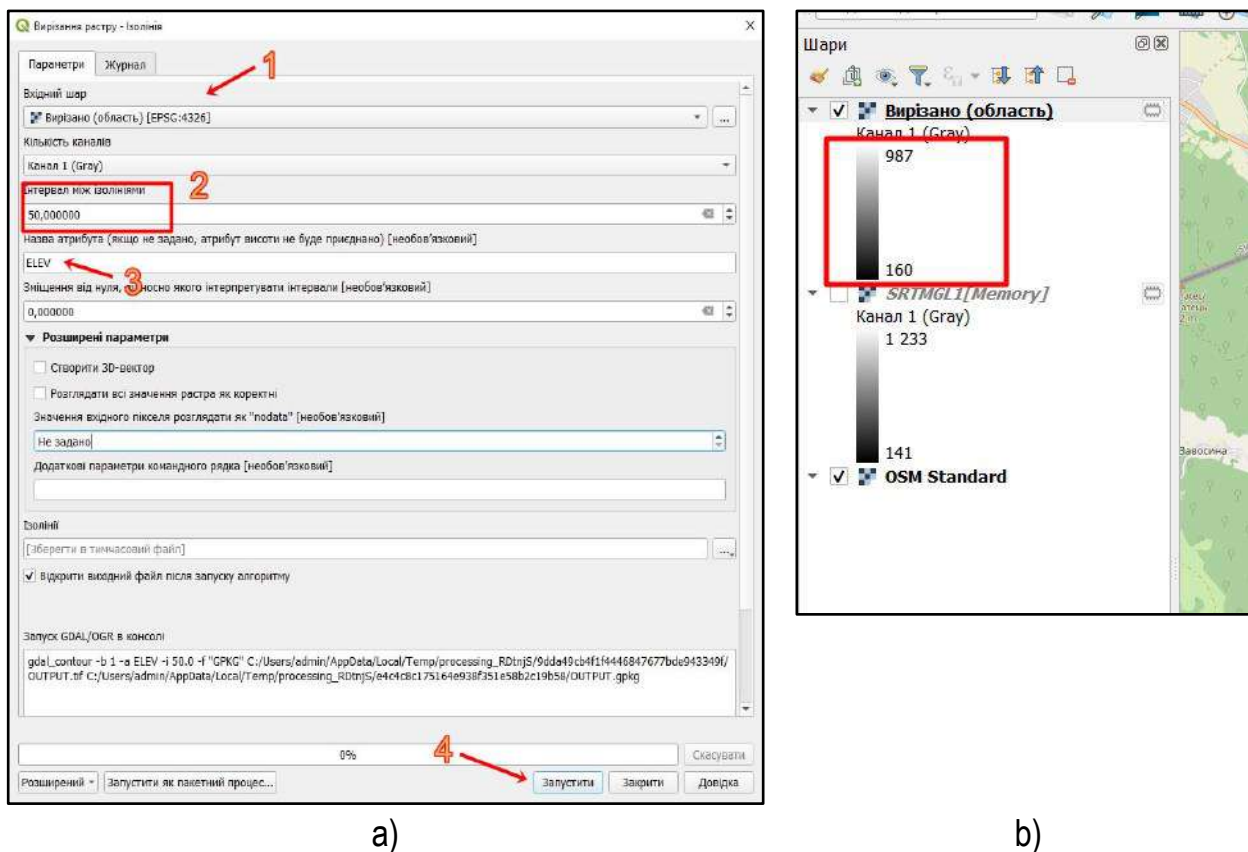 Вирізання растру - Ізолінія
X
Параметри
Журнал
1
Вхідний шар
Вирізано (область) [EPSG:4326]
...
Кількість каналів
Канал 1 (Gray)
Інтервал між ізолініями
2
50,000000
Назва атрибута (якщо не задано, атрибут висоти не буде приєднано) [необов'язковий]
ELEV
3
Зміщення від нуля, відносно якого інтерпретувати інтервали [необов'язковий]
0,000000
Розширені параметри
Створити 3D-вектор
Розглядати всі значення растра як коректні
Значення вхідного пікселя розглядати як "nodata" [необов'язковий]
Не задано
Додаткові параметри командного рядка [необов'язковий]
Ізолінії
[Зберегти в тимчасовий файл]
...
Відкрити вихідний файл після запуску алгоритму
Запуск GDAL/OGR в консолі
gdal_contour -b 1 -a ELEV -i 50.0 -f "GPKG" C:/Users/admin/AppData/Local/Temp/processing_RDtnjS/9dda49cb4f1f4446847677bde943349f/
OUTPUT.tif C:/Users/admin/AppData/Local/Temp/processing_RDtnjS/e4c4c8c175164e938f351e58b2c19b58/OUTPUT.gpkg
0%
4
Скасувати
Розширений
Запустити як пакетний процес...
Запустити
Закрити
Довідка
a)
Шари
Вирізано (область)
Канал 1 (Gray)
987
160
SRTMGL1[Memory]
Канал 1 (Gray)
1 233
141
OSM Standard
Завосина
b)